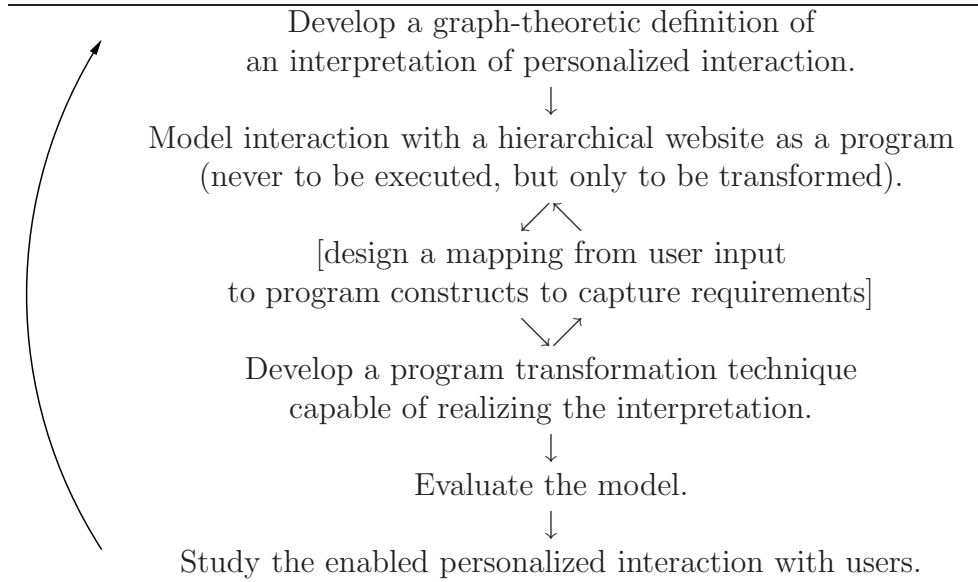 Develop a graph-theoretic definition of
an interpretation of personalized interaction.
↓
Model interaction with a hierarchical website as a program
(never to be executed, but only to be transformed).
↙↖
[design a mapping from user input
to program constructs to capture requirements]
↘↗
Develop a program transformation technique
capable of realizing the interpretation.
↓
Evaluate the model.
↓
Study the enabled personalized interaction with users.